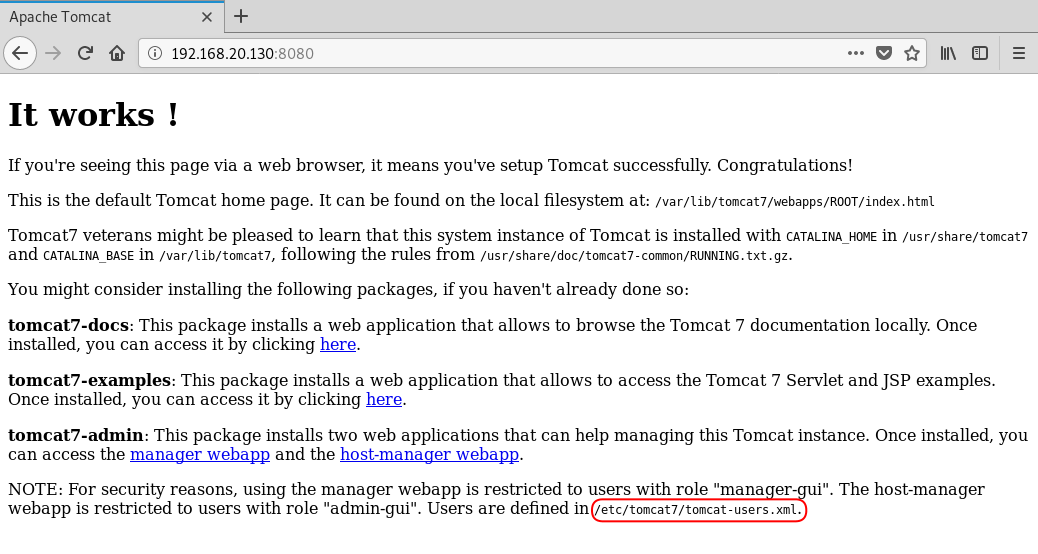 Apache Tomcat
192.168.20.130:8080
It works !
If you're seeing this page via a web browser, it means you've setup Tomcat successfully. Congratulations!
This is the default Tomcat home page. It can be found on the local filesystem at: /var/lib/tomcat7/webapps/ROOT/index.html
Tomcat7 veterans might be pleased to learn that this system instance of Tomcat is installed with CATALINA_HOME in /usr/share/tomcat7
and CATALINA_BASE in /var/lib/tomcat7, following the rules from /usr/share/doc/tomcat7-common/RUNNING.txt.gz.
You might consider installing the following packages, if you haven't already done so:
tomcat7-docs: This package installs a web application that allows to browse the Tomcat 7 documentation locally. Once
installed, you can access it by clicking here.
tomcat7-examples: This package installs a web application that allows to access the Tomcat 7 Servlet and JSP examples.
Once installed, you can access it by clicking here.
tomcat7-admin: This package installs two web applications that can help managing this Tomcat instance. Once installed, you
can access the manager webapp and the host-manager webapp.
NOTE: For security reasons, using the manager webapp is restricted to users with role "manager-gui". The host-manager
webapp is restricted to users with role "admin-gui". Users are defined in /etc/tomcat7/tomcat-users.xml.